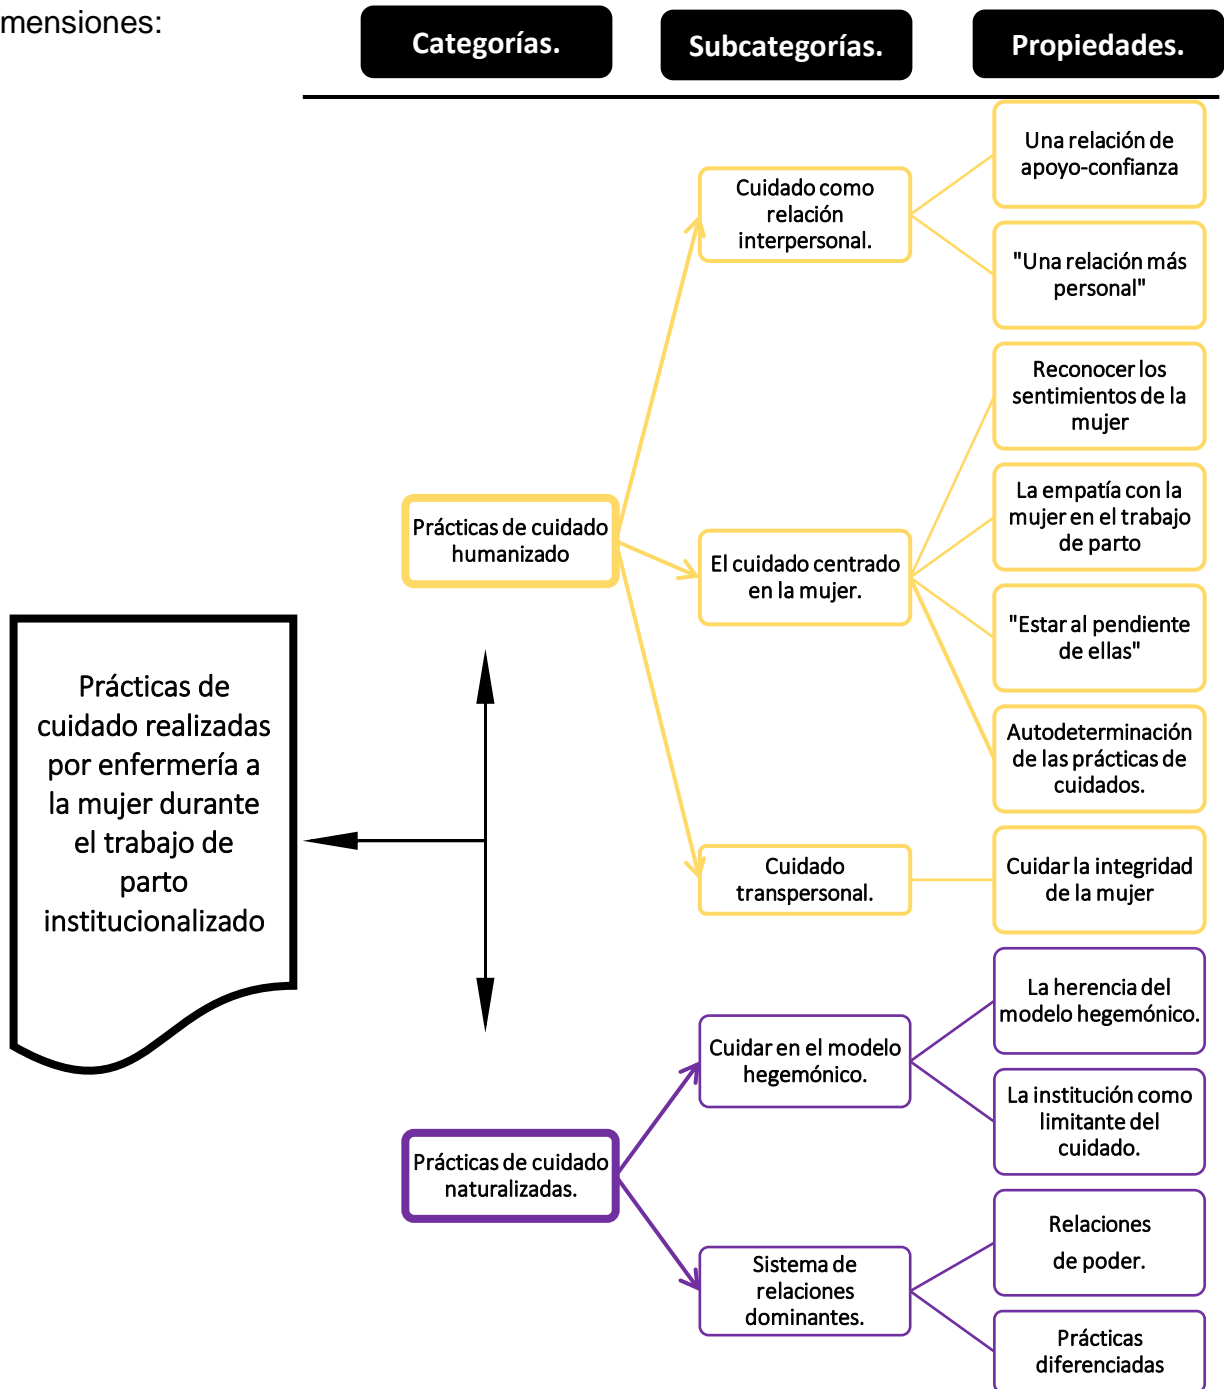 mensiones:
Categorías.
Subcategorías.
Propiedades.
Una relación de
apoyo-confianza
Cuidado como
relación
interpersonal.
"Una relación más
personal"
Reconocer los
sentimientos de la
mujer
Prácticas de cuidado
humanizado
La empatía con la
mujer en el trabajo
de parto
El cuidado centrado
en la mujer.
"Estar al pendiente
de ellas"
Autodeterminación
de las prácticas de
cuidados.
Prácticas de
cuidado realizadas
por enfermería a
la mujer durante
el trabajo de
parto
institucionalizado
Cuidado
transpersonal.
Cuidar la integridad
de la mujer
La herencia del
modelo hegemónico.
Cuidar en el modelo
hegemónico.
La institución como
limitante del
cuidado.
Prácticas de cuidado
naturalizadas.
Relaciones
de poder.
Sistema de
relaciones
dominantes.
Prácticas
diferenciadas